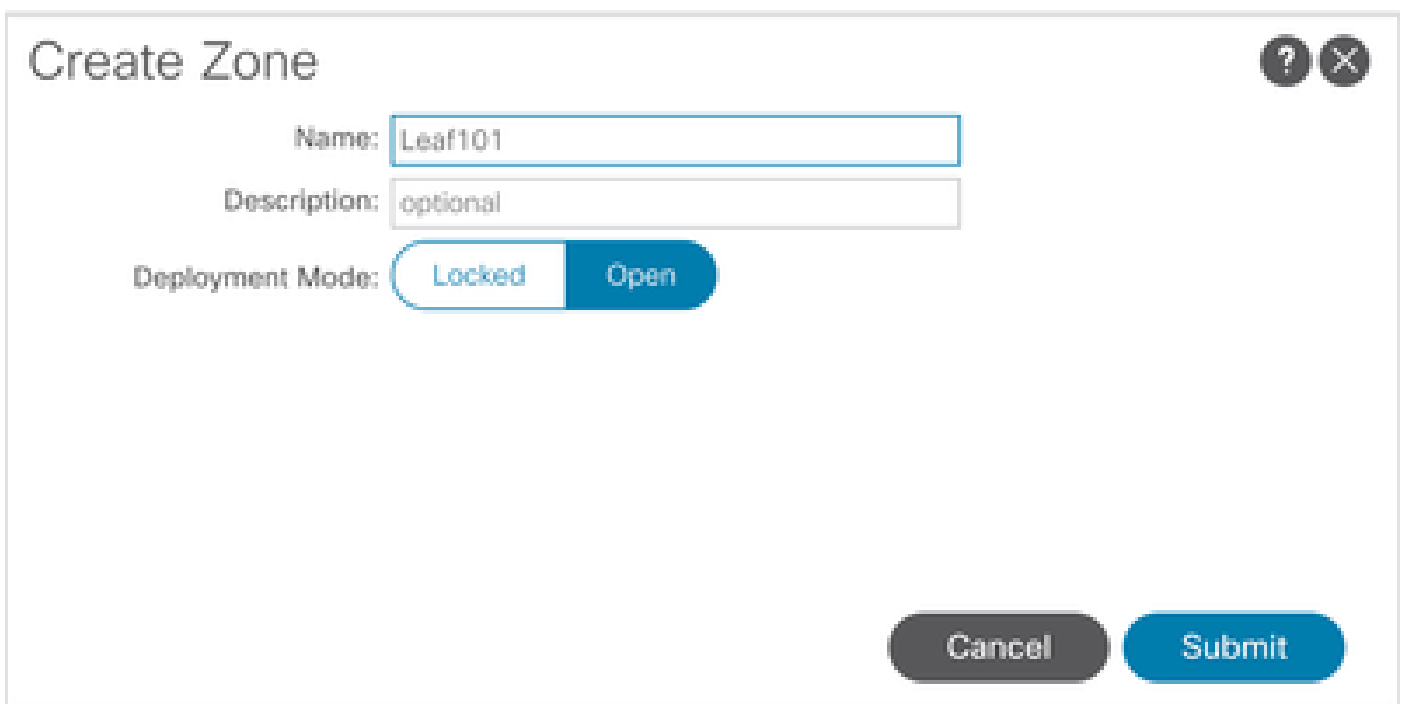 Create Zone
?
Name: Leaf101
Description: optional
Deployment Mode: Locked Open
Cancel Submit